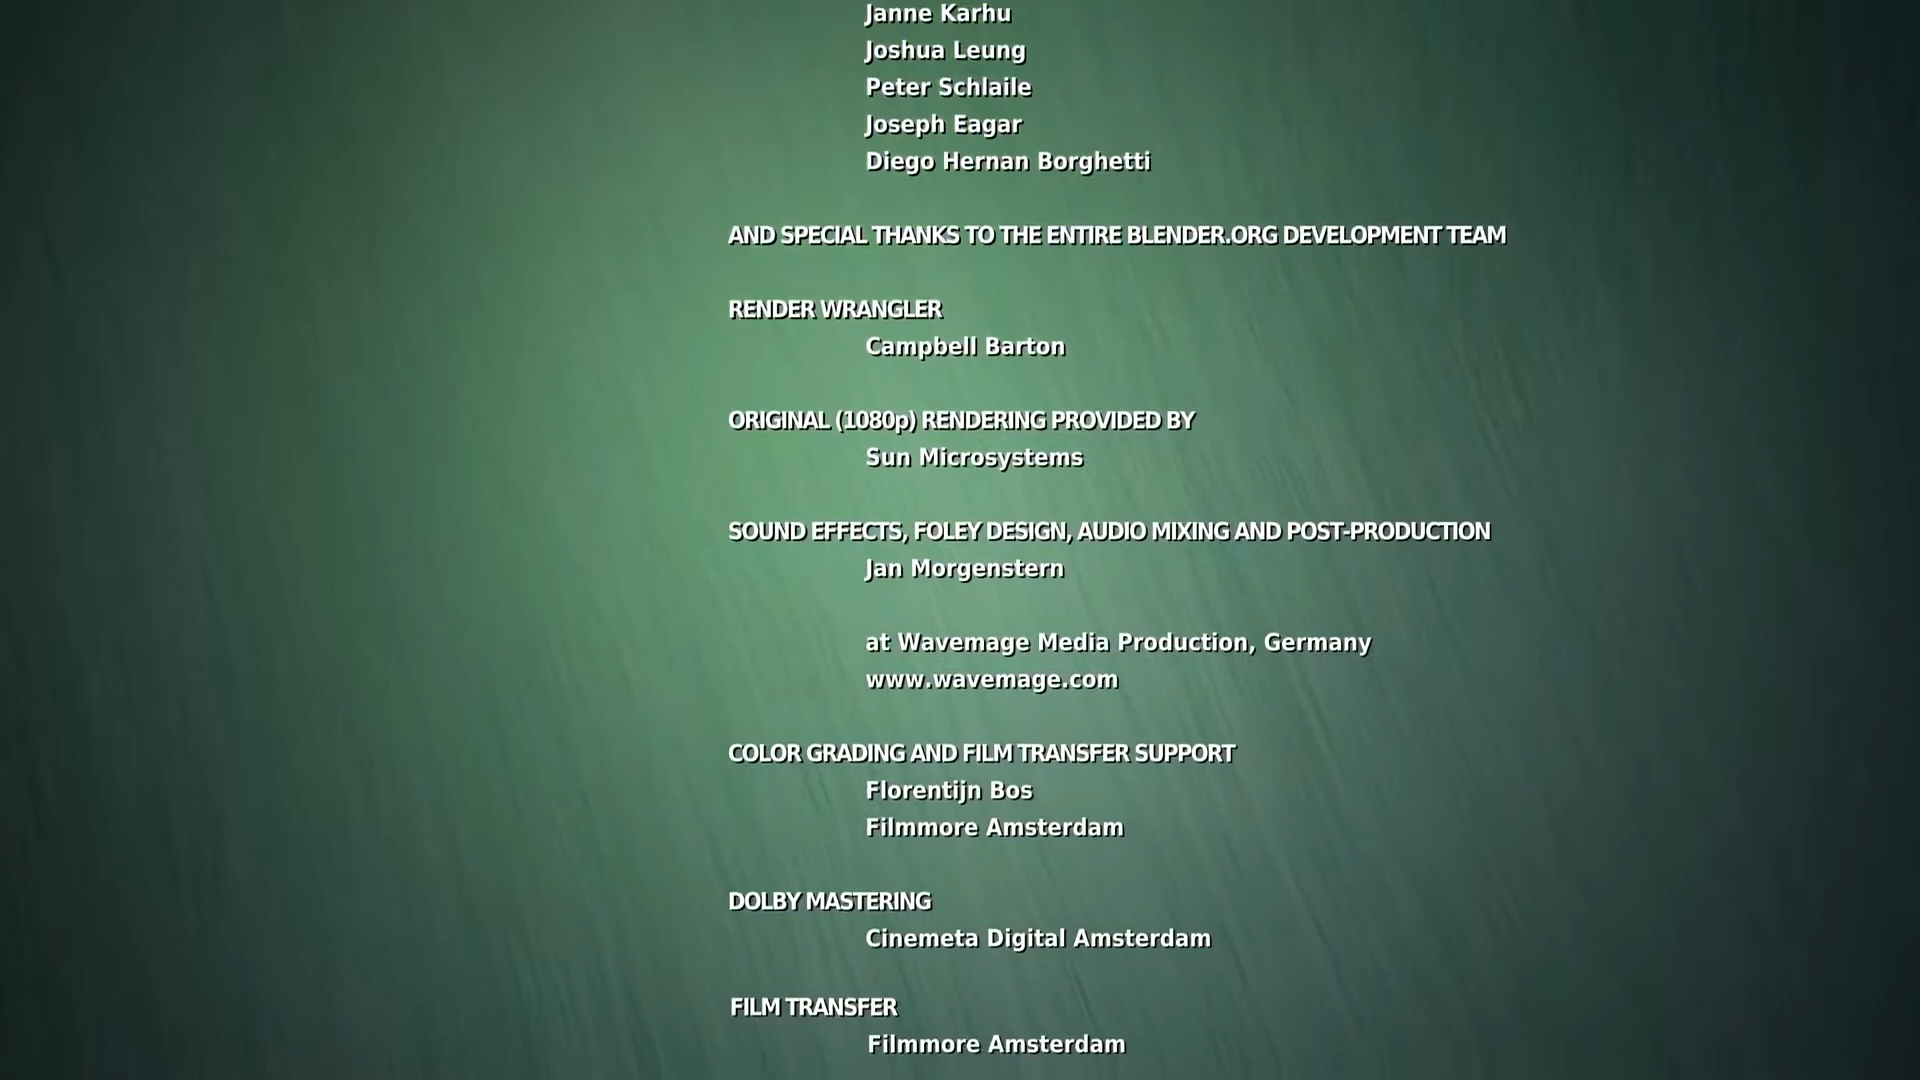 Janne Karhu
Joshua Leung
Peter Schlaile
Joseph Eagar
Diego Hernan Borghetti
AND SPECIAL THANKS TO THE ENTIRE BLENDER.ORG DEVELOPMENT TEAM
RENDER WRANGLER
Campbell Barton
ORIGINAL (1080p) RENDERING PROVIDED BY
Sun Microsystems
SOUND EFFECTS, FOLEY DESIGN, AUDIO MIXING AND POST-PRODUCTION
Jan Morgenstern
at Wavemage Media Production, Germany
www.wavemage.com
COLOR GRADING AND FILM TRANSFER SUPPORT
Florentijn Bos
Filmmore Amsterdam
DOLBY MASTERING
Cinemeta Digital Amsterdam
FILM TRANSFER
Filmmore Amsterdam